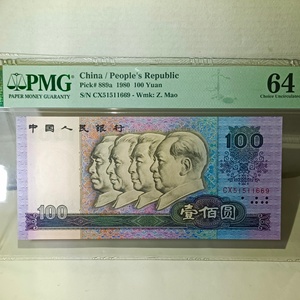 PMG
PAPER MONEY GUARANTY
China / People's Republic
Pick# 889a 1980 100 Yuan
S/N CX51511669 - Wmk: Z. Mao
64
Choice Uncirculated
中国人民银行
100
CX51511669
100
壹佰圆